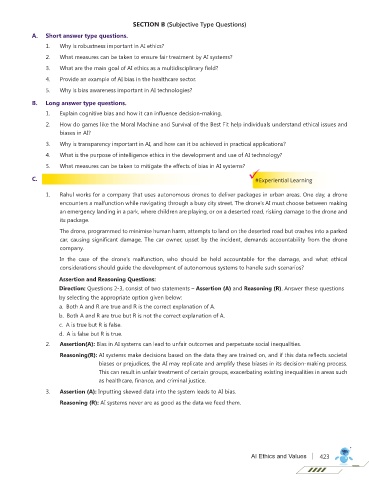 SECTION B (Subjective Type Questions)
A. Short answer type questions.
1. Why is robustness important in AI ethics?
2. What measures can be taken to ensure fair treatment by AI systems?
3. What are the main goal of AI ethics as a multidisciplinary field?
4. Provide an example of AI bias in the healthcare sector.
5. Why is bias awareness important in AI technologies?
B. Long answer type questions.
1. Explain cognitive bias and how it can influence decision-making.
2. How do games like the Moral Machine and Survival of the Best Fit help individuals understand ethical issues and
biases in AI?
3. Why is transparency important in AI, and how can it be achieved in practical applications?
4. What is the purpose of intelligence ethics in the development and use of AI technology?
5. What measures can be taken to mitigate the effects of bias in AI systems?
C. #Experiential Learning
1. Rahul works for a company that uses autonomous drones to deliver packages in urban areas. One day, a drone
encounters a malfunction while navigating through a busy city street. The drone's AI must choose between making
an emergency landing in a park, where children are playing, or on a deserted road, risking damage to the drone and
its package.
The drone, programmed to minimise human harm, attempts to land on the deserted road but crashes into a parked
car, causing significant damage. The car owner, upset by the incident, demands accountability from the drone
company.
In the case of the drone's malfunction, who should be held accountable for the damage, and what ethical
considerations should guide the development of autonomous systems to handle such scenarios?
Assertion and Reasoning Questions:
Direction: Questions 2-3, consist of two statements – Assertion (A) and Reasoning (R). Answer these questions
by selecting the appropriate option given below:
a. Both A and R are true and R is the correct explanation of A.
b. Both A and R are true but R is not the correct explanation of A.
c. A is true but R is false.
d. A is false but R is true.
2. Assertion(A): Bias in AI systems can lead to unfair outcomes and perpetuate social inequalities.
Reasoning(R): AI systems make decisions based on the data they are trained on, and if this data reflects societal
biases or prejudices, the AI may replicate and amplify these biases in its decision-making process.
This can result in unfair treatment of certain groups, exacerbating existing inequalities in areas such
as healthcare, finance, and criminal justice.
3. Assertion (A): Inputting skewed data into the system leads to AI bias.
Reasoning (R): AI systems never are as good as the data we feed them.
AI Ethics and Values | 423